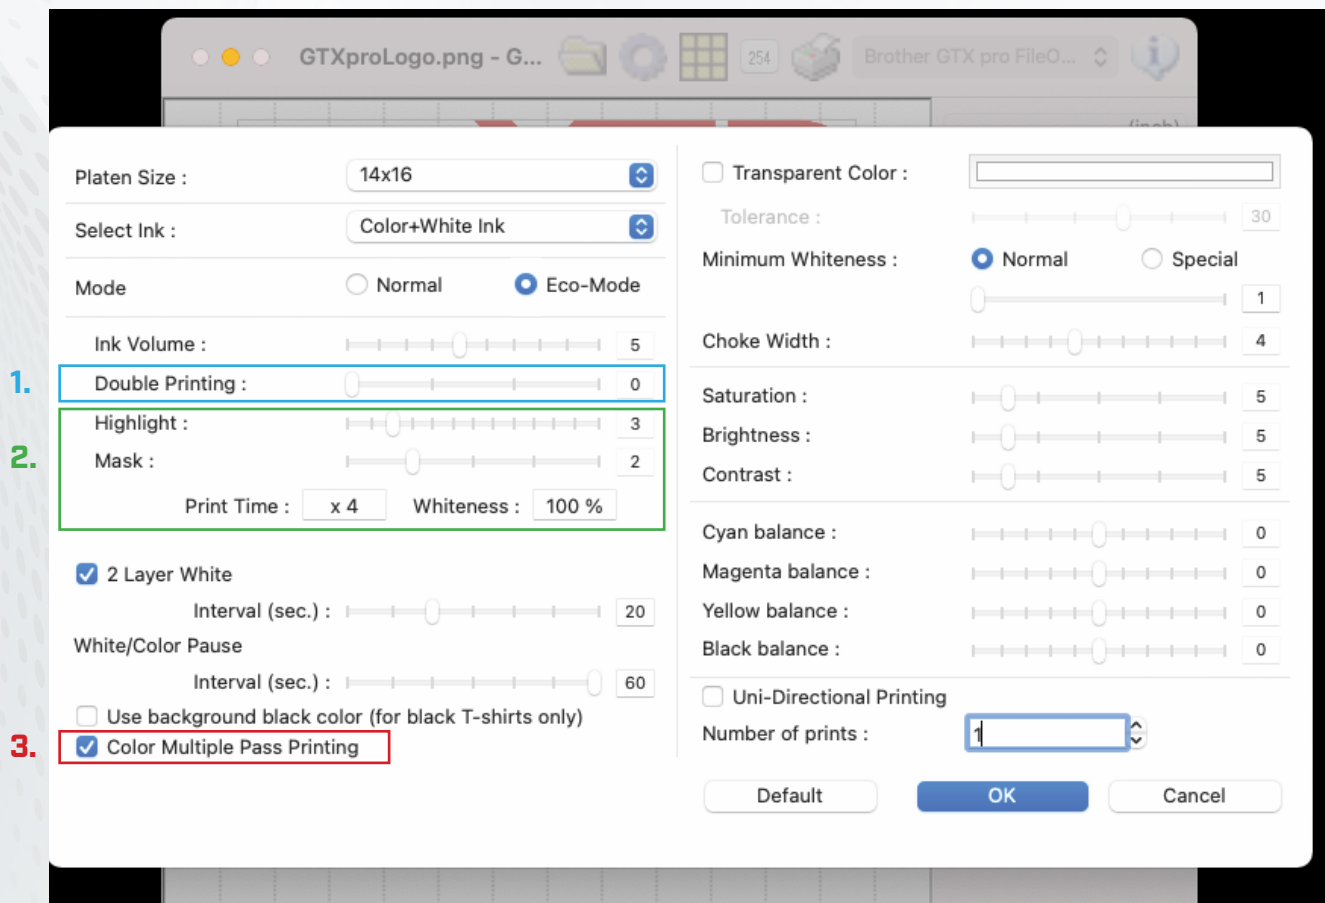 GTXproLogo.png - G...
254
Brother GTX pro FileO...
(inch)
Platen Size :
14x16
Select Ink :
Color+White Ink
Mode
Normal
Eco-Mode
Ink Volume :
5
1.
Double Printing :
0
2.
Highlight :
3
Mask :
2
Print Time :
x 4
Whiteness :
100 %
2 Layer White
Interval (sec.) :
20
White/Color Pause
Interval (sec.) :
60
Use background black color (for black T-shirts only)
3.
Color Multiple Pass Printing
Transparent Color :
Tolerance :
30
Minimum Whiteness :
Normal
Special
1
Choke Width :
4
Saturation :
5
Brightness :
5
Contrast :
5
Cyan balance :
0
Magenta balance :
0
Yellow balance :
0
Black balance :
0
Uni-Directional Printing
Number of prints :
1
Default
OK
Cancel